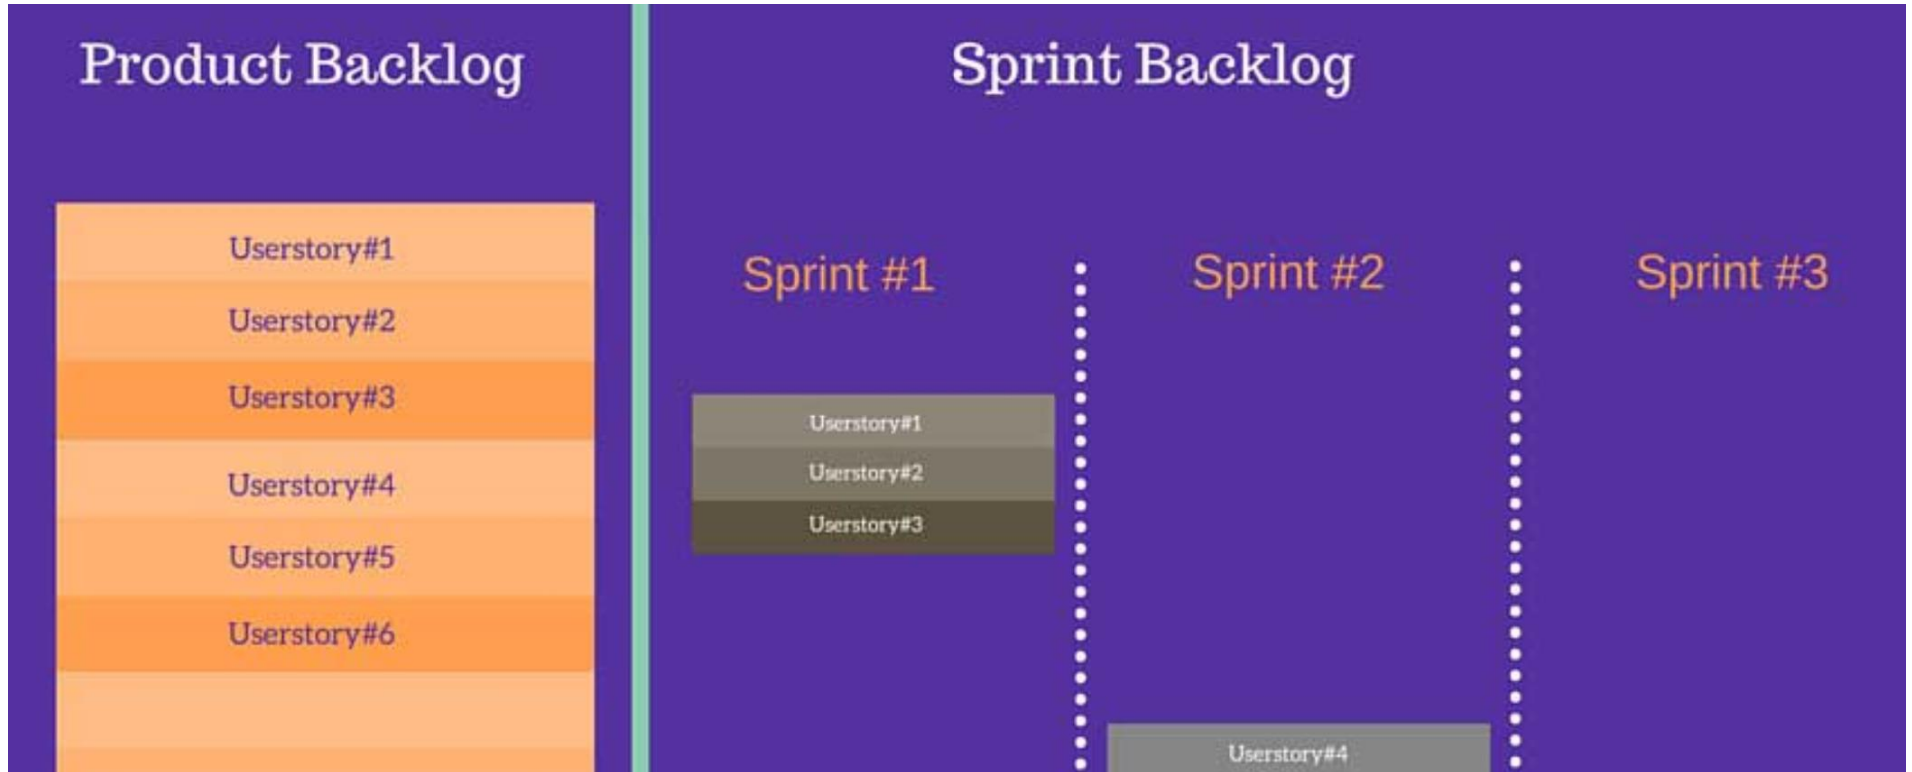 Product Backlog
Userstory#1
Userstory#2
Userstory#3
Userstory#4
Userstory#5
Userstory#6
Sprint Backlog
Sprint #1
Userstory#1
Userstory#2
Userstory#3
Sprint #2
Userstory#4
Sprint #3